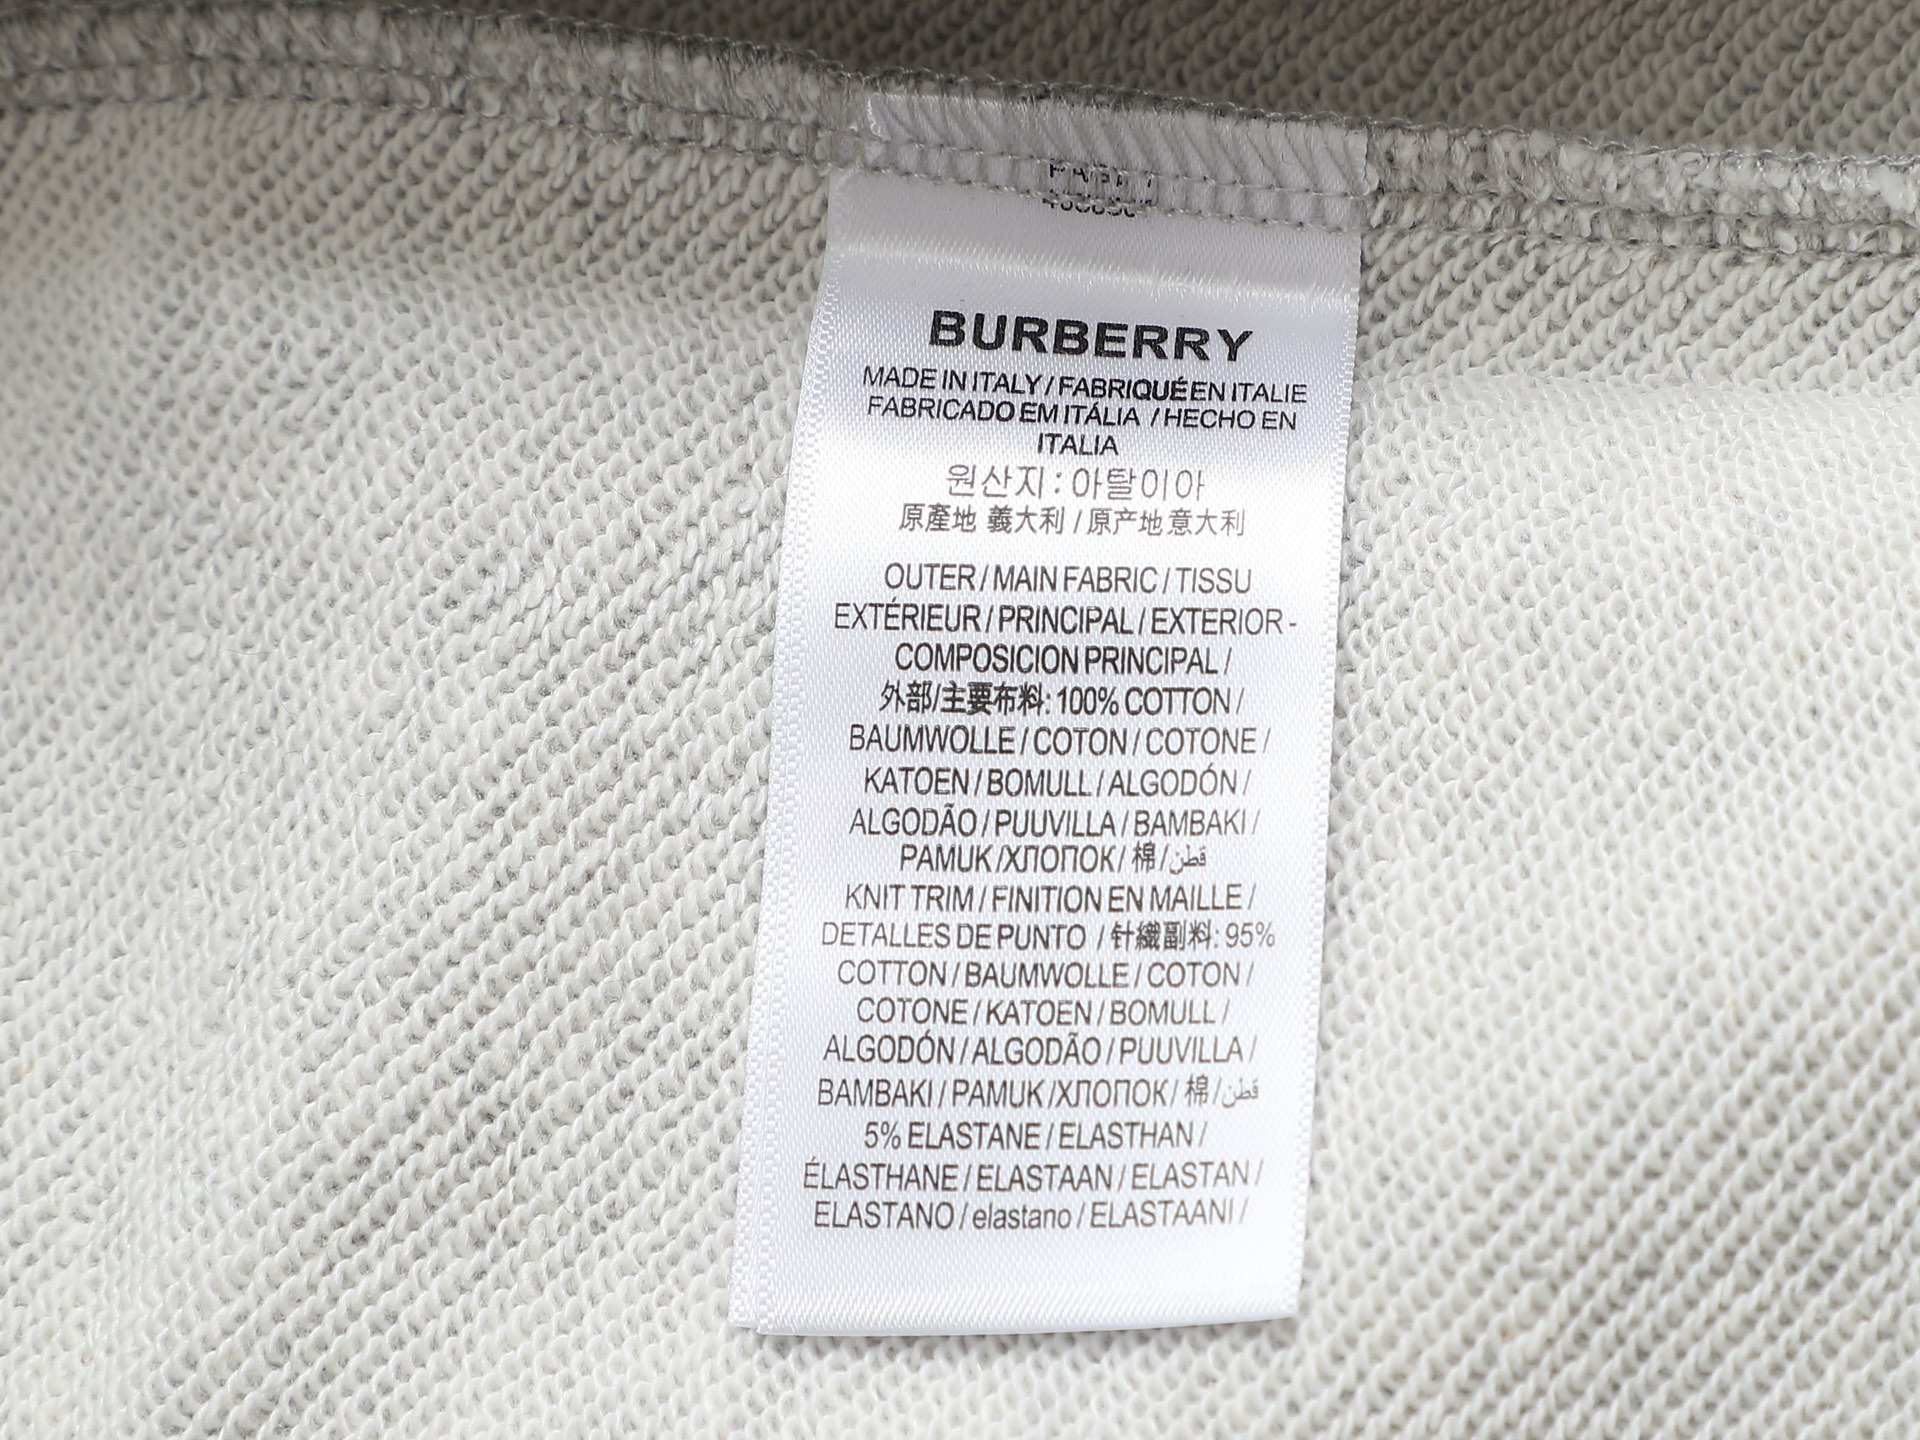 BURBERRY
MADE IN ITALY / FABRIQUÉ EN ITALIE
FABRICADO EM ITÁLIA / HECHO EN
ITALIA
원산지 : 아탈이아
原產地 義大利 / 原产地意大利
OUTER / MAIN FABRIC / TISSU
EXTÉRIEUR / PRINCIPAL / EXTERIOR -
COMPOSICION PRINCIPAL /
外部/主要布料: 100% COTTON /
BAUMWOLLE / COTON / COTONE /
KATOEN / BOMULL / ALGODÓN /
ALGODÃO / PUUVILLA / BAMBAKI /
PAMUK /ХЛОПОК / 棉 / قطن
KNIT TRIM / FINITION EN MAILLE /
DETALLES DE PUNTO / 针織副料: 95%
COTTON / BAUMWOLLE / COTON /
COTONE / KATOEN / BOMULL /
ALGODÓN / ALGODÃO / PUUVILLA /
BAMBAKI / PAMUK /ХЛОПОК / 棉 / قطن
5% ELASTANE / ELASTHAN /
ÉLASTHANE / ELASTAAN / ELASTAN /
ELASTANO / elastano / ELASTAANI /